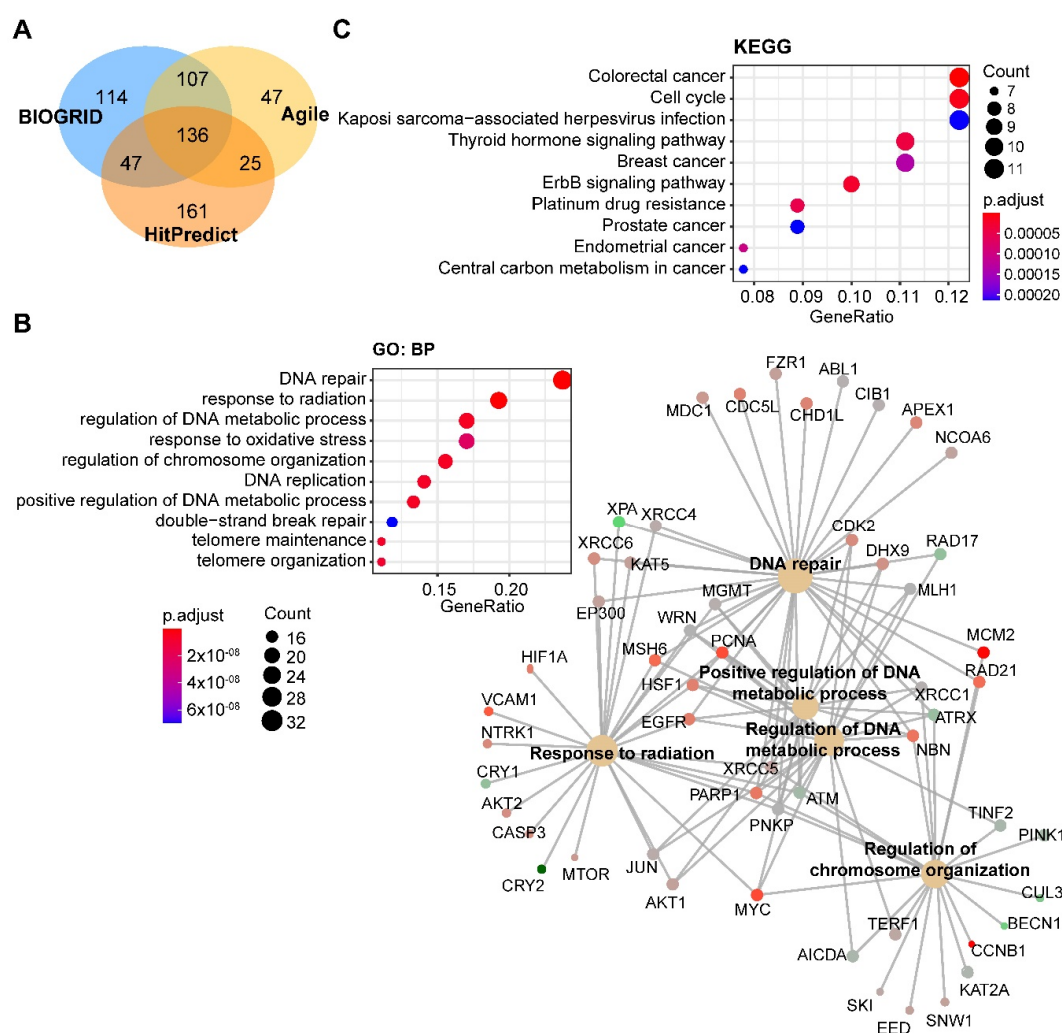 A
BIOGRID
114
107
47
Agile
136
47
25
161
HitPredict
C
KEGG
Colorectal cancer
Cell cycle
Kaposi sarcoma−associated herpesvirus infection
Thyroid hormone signaling pathway
Breast cancer
ErbB signaling pathway
Platinum drug resistance
Prostate cancer
Endometrial cancer
Central carbon metabolism in cancer
0.08 0.09 0.10 0.11 0.12
GeneRatio
Count
7
8
9
10
11
p.adjust
0.00005
0.00010
0.00015
0.00020
B
GO: BP
DNA repair
response to radiation
regulation of DNA metabolic process
response to oxidative stress
regulation of chromosome organization
DNA replication
positive regulation of DNA metabolic process
double−strand break repair
telomere maintenance
telomere organization
0.15 0.20
GeneRatio
p.adjust
2x10⁻⁰⁸
4x10⁻⁰⁸
6x10⁻⁰⁸
Count
16
20
24
28
32
FZR1
ABL1
MDC1
CDC5L
CHD1L
CIB1
APEX1
NCOA6
XPA
XRCC4
XRCC6
KAT5
CDK2
DHX9
RAD17
DNA repair
EP300
MGMT
MLH1
WRN
MSH6
PCNA
MCM2
RAD21
HIF1A
HSF1
Positive regulation of DNA
metabolic process
XRCC1
VCAM1
EGFR
ATRX
NTRK1
Response to radiation
Regulation of DNA
metabolic process
NBN
CRY1
XRCC5
PARP1
ATM
AKT2
PNKP
TINF2
CASP3
PINK1
CRY2
MTOR
JUN
Regulation of
chromosome organization
AKT1
MYC
CUL3
TERF1
BECN1
AICDA
CCNB1
KAT2A
SKI
EED
SNW1